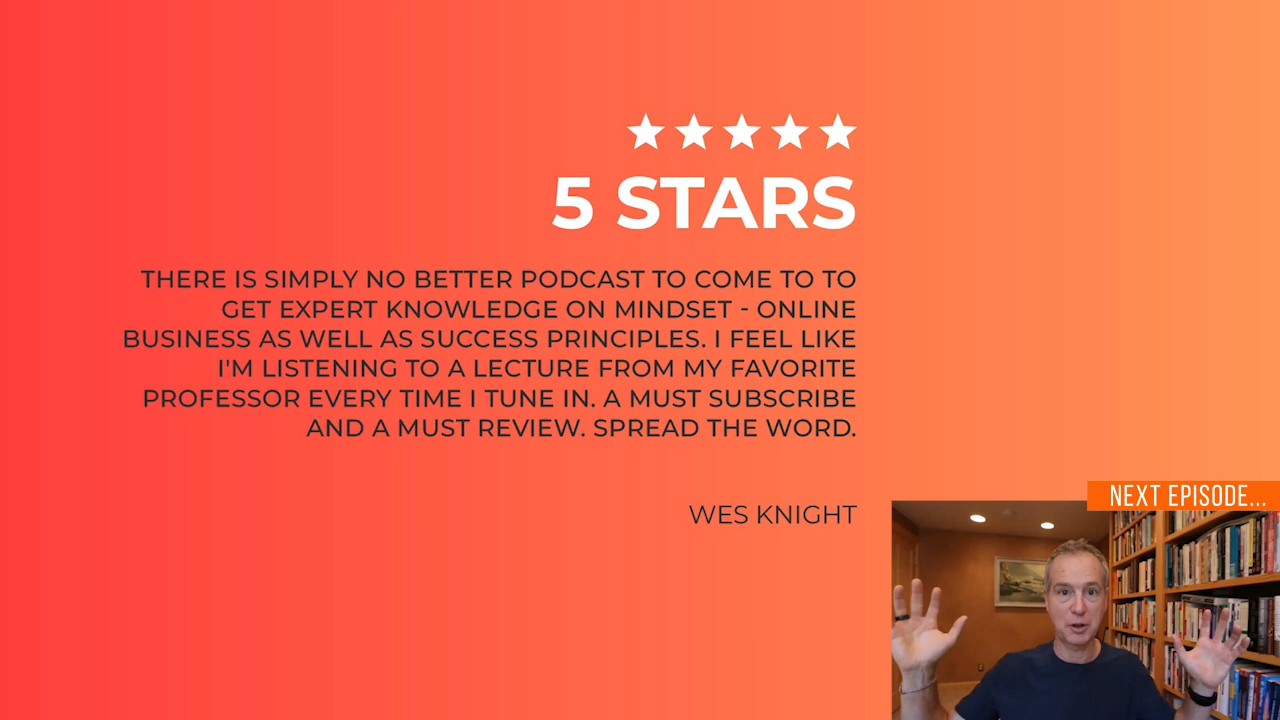 5 STARS
THERE IS SIMPLY NO BETTER PODCAST TO COME TO TO
GET EXPERT KNOWLEDGE ON MINDSET - ONLINE
BUSINESS AS WELL AS SUCCESS PRINCIPLES. I FEEL LIKE
I'M LISTENING TO A LECTURE FROM MY FAVORITE
PROFESSOR EVERY TIME I TUNE IN. A MUST SUBSCRIBE
AND A MUST REVIEW. SPREAD THE WORD.
WES KNIGHT
NEXT EPISODE...